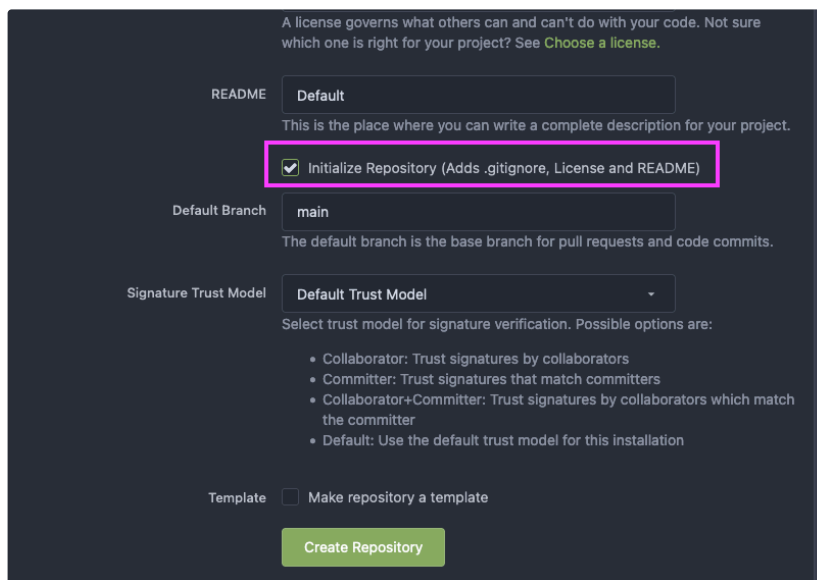 A license governs what others can and can't do with your code. Not sure
which one is right for your project? See Choose a license.
README
Default
This is the place where you can write a complete description for your project.
Initialize Repository (Adds .gitignore, License and README)
Default Branch
main
The default branch is the base branch for pull requests and code commits.
Signature Trust Model
Default Trust Model
Select trust model for signature verification. Possible options are:
• Collaborator: Trust signatures by collaborators
• Committer: Trust signatures that match committers
• Collaborator+Committer: Trust signatures by collaborators which match
the committer
• Default: Use the default trust model for this installation
Template
Make repository a template
Create Repository